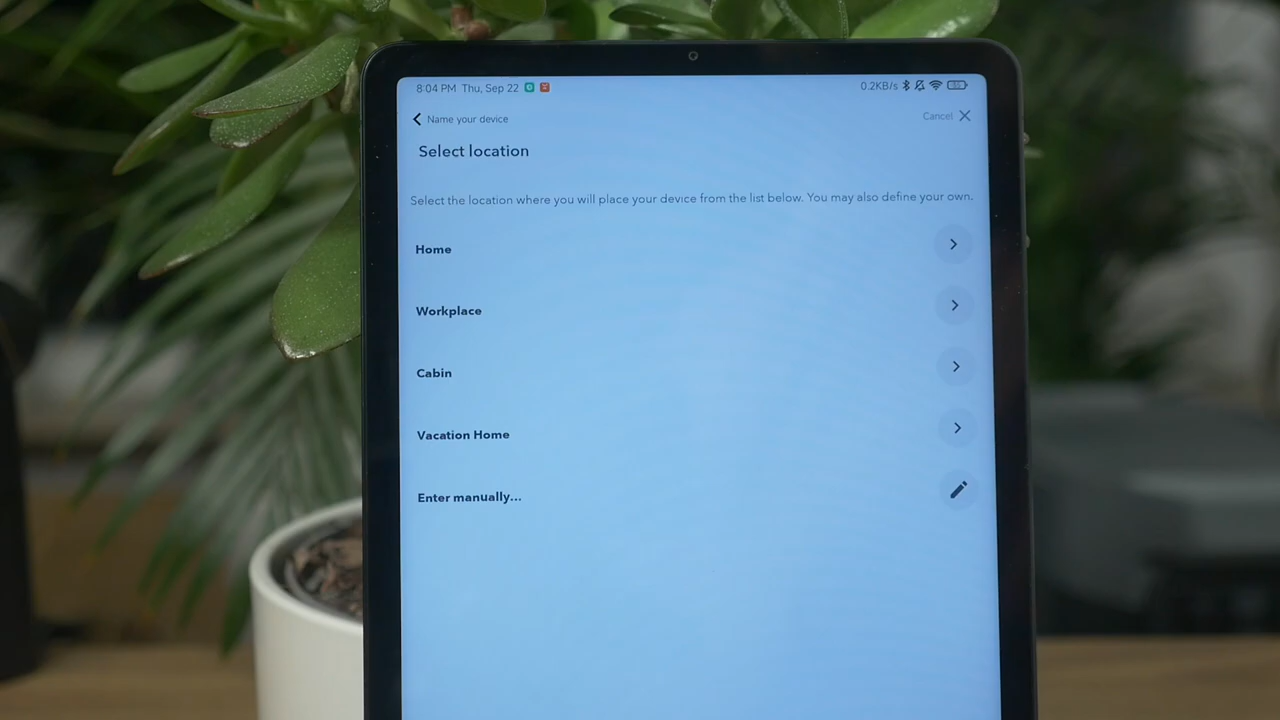 8:04 PM Thu, Sep 22 0.2KB/s
Name your device Cancel
Select location
Select the location where you will place your device from the list below. You may also define your own.
Home
Workplace
Cabin
Vacation Home
Enter manually...